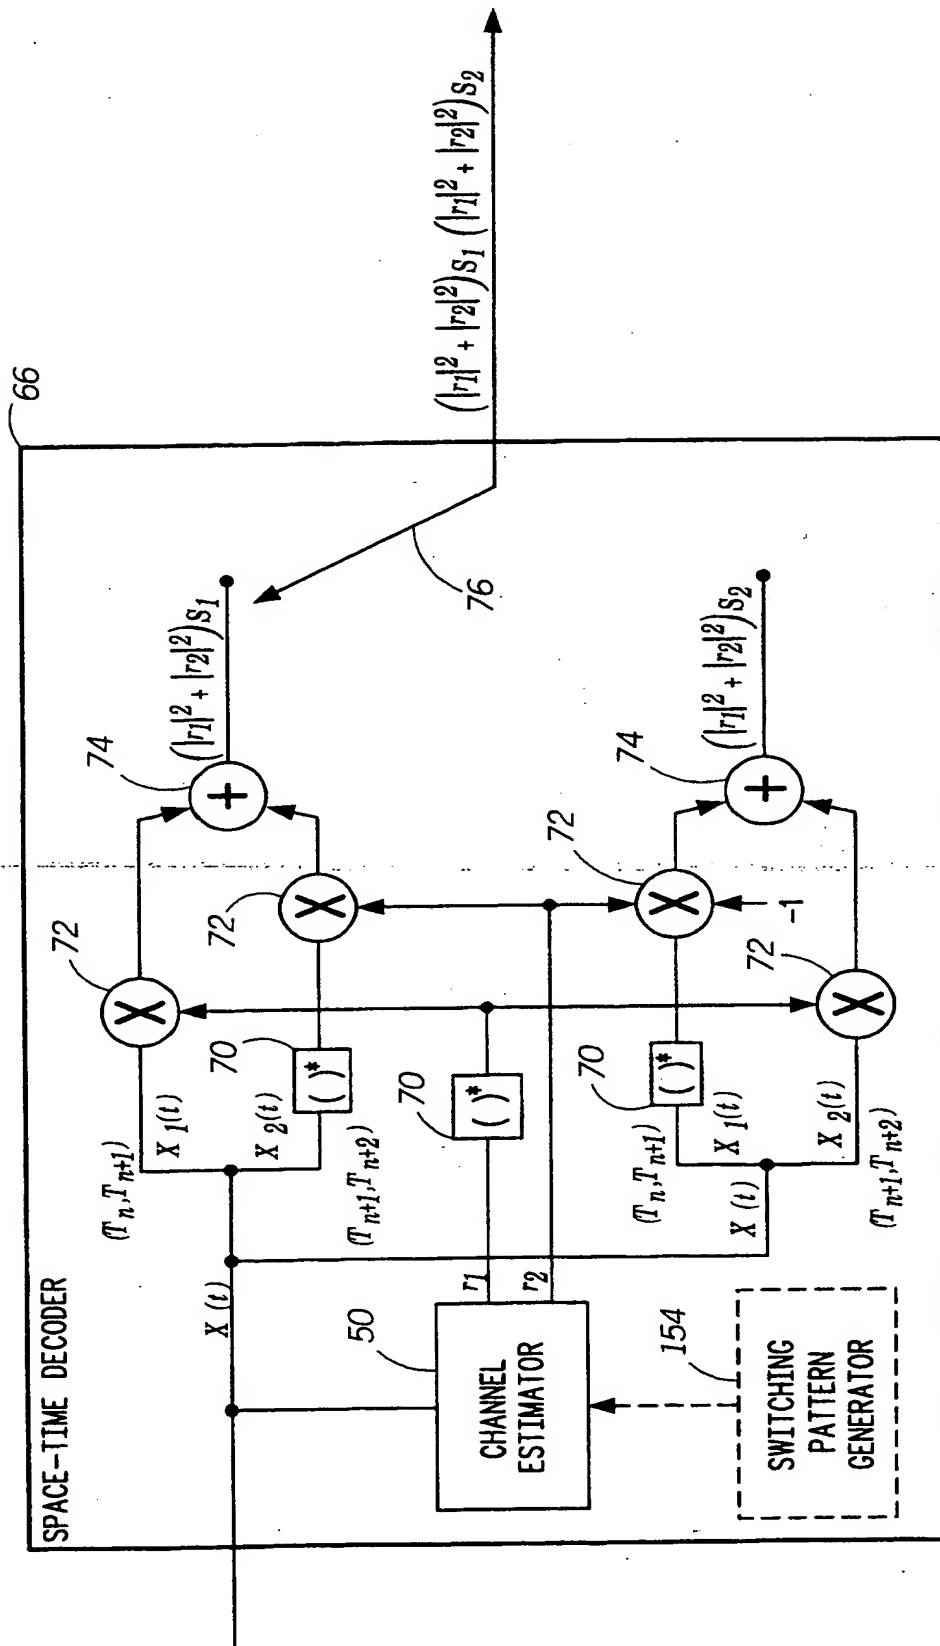 66
SPACE-TIME DECODER
X (t)
(Tn,Tn+1)
X1(t)
72
X2(t)
(Tn+1,Tn+2)
70
( )*
72
74
+
(|r1|² + |r2|²)S1
76
(|r1|² + |r2|²)S1 (|r1|² + |r2|²)S2
50
CHANNEL
ESTIMATOR
r1
r2
70
( )*
154
SWITCHING
PATTERN
GENERATOR
X (t)
(Tn,Tn+1)
X1(t)
70
( )*
72
-1
X2(t)
(Tn+1,Tn+2)
72
74
+
(|r1|² + |r2|²)S2